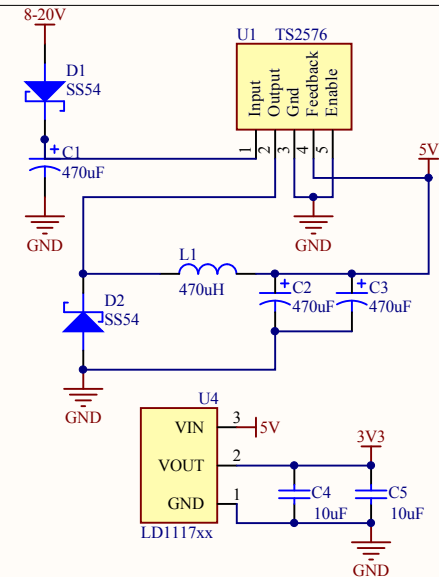 8-20V
U1 TS2576
D1
SS54
Input
Output
Gnd
Feedback
Enable
1
2
3
4
5
+
C1
470uF
5V
GND
GND
L1
470uH
D2
SS54
+
C2
470uF
+
C3
470uF
GND
U4
VIN 3 5V
VOUT 2
GND 1
LD1117xx
3V3
C4
10uF
C5
10uF
GND